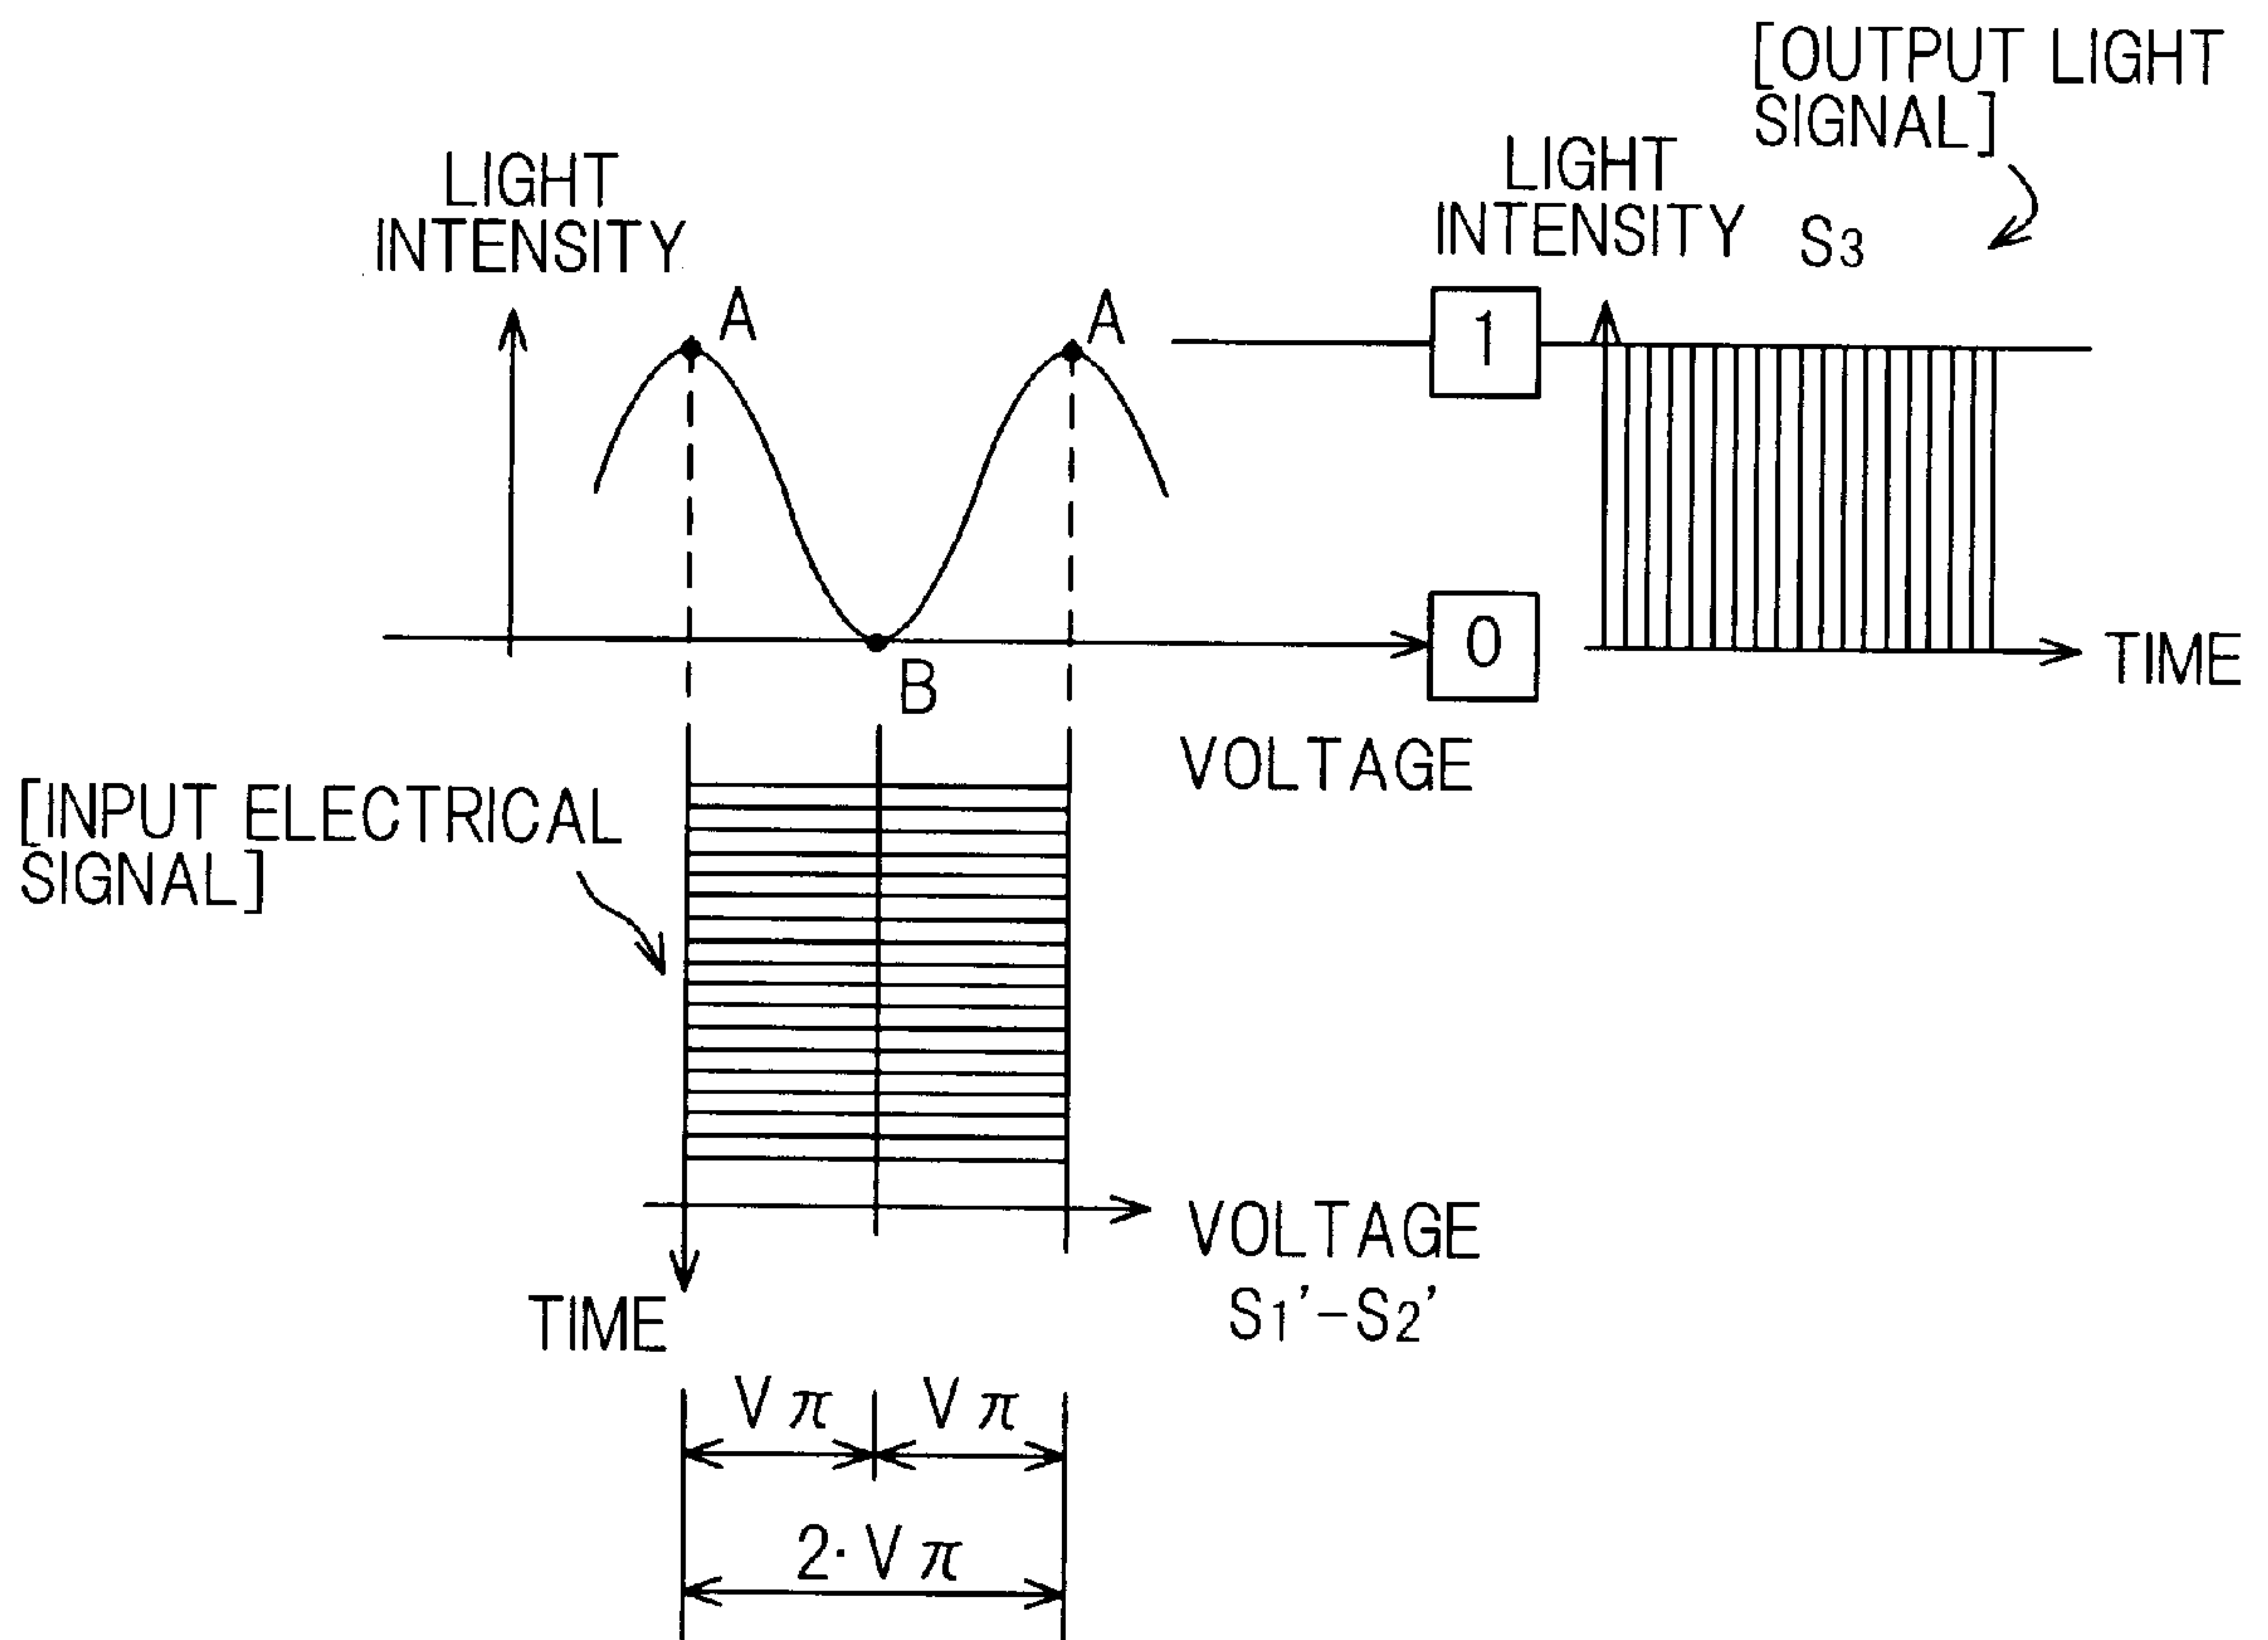 [OUTPUT LIGHT
SIGNAL]
LIGHT
INTENSITY
LIGHT
INTENSITY S3
A
A
1
0
B
TIME
VOLTAGE
[INPUT ELECTRICAL
SIGNAL]
VOLTAGE
S1'-S2'
TIME
Vπ Vπ
2·Vπ